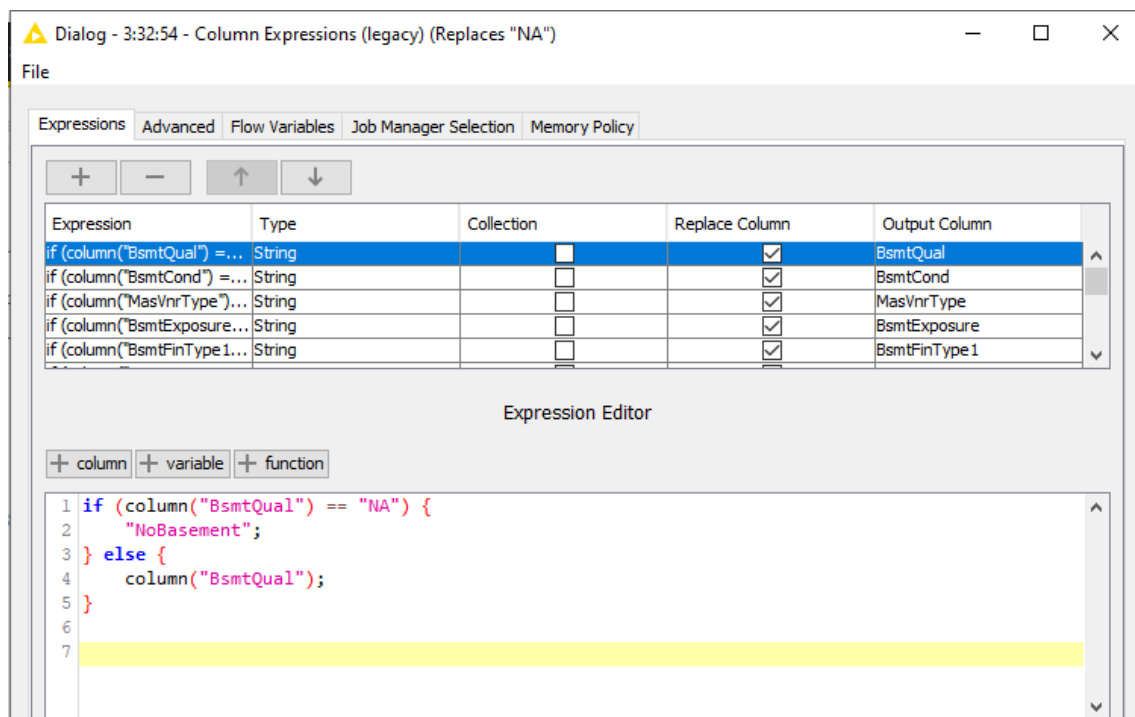 Dialog - 3:32:54 - Column Expressions (legacy) (Replaces "NA")
File
Expressions Advanced Flow Variables Job Manager Selection Memory Policy
Expression Type Collection Replace Column Output Column
if (column("BsmtQual") =... String BsmtQual
if (column("BsmtCond") =... String BsmtCond
if (column("MasVnrType")... String MasVnrType
if (column("BsmtExposure... String BsmtExposure
if (column("BsmtFinType1... String BsmtFinType1
Expression Editor
+ column + variable + function
1 if (column("BsmtQual") == "NA") {
2 "NoBasement";
3 } else {
4 column("BsmtQual");
5 }
6
7